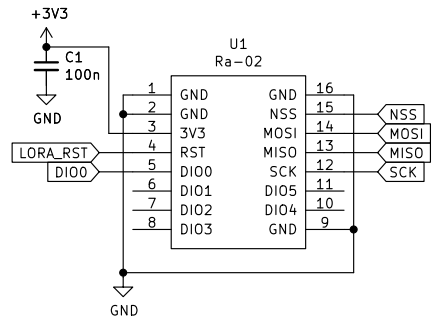 +3V3
C1
100n
GND
U1
Ra-02
1 GND GND 16
2 GND NSS 15 NSS
3 3V3 MOSI 14 MOSI
LORA_RST 4 RST MISO 13 MISO
DIO0 5 DIO0 SCK 12 SCK
6 DIO1 DIO5 11
7 DIO2 DIO4 10
8 DIO3 GND 9
GND